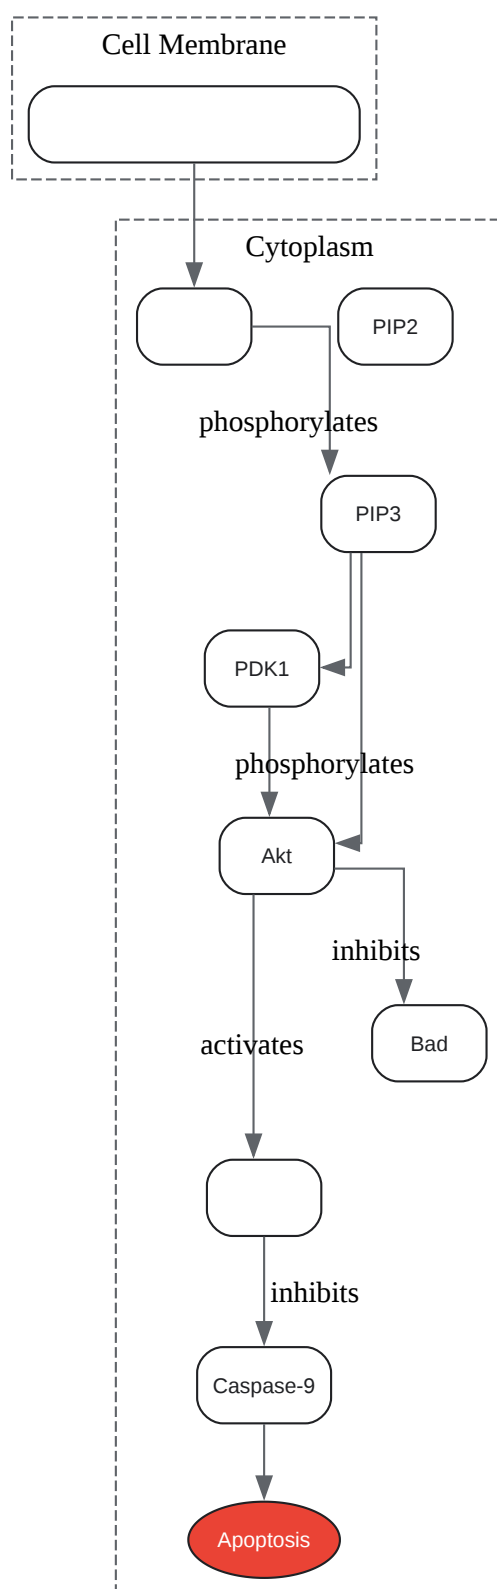 Cell Membrane
Cytoplasm
PIP2
phosphorylates
PIP3
PDK1
phosphorylates
Akt
inhibits
Bad
activates
inhibits
Caspase-9
Apoptosis